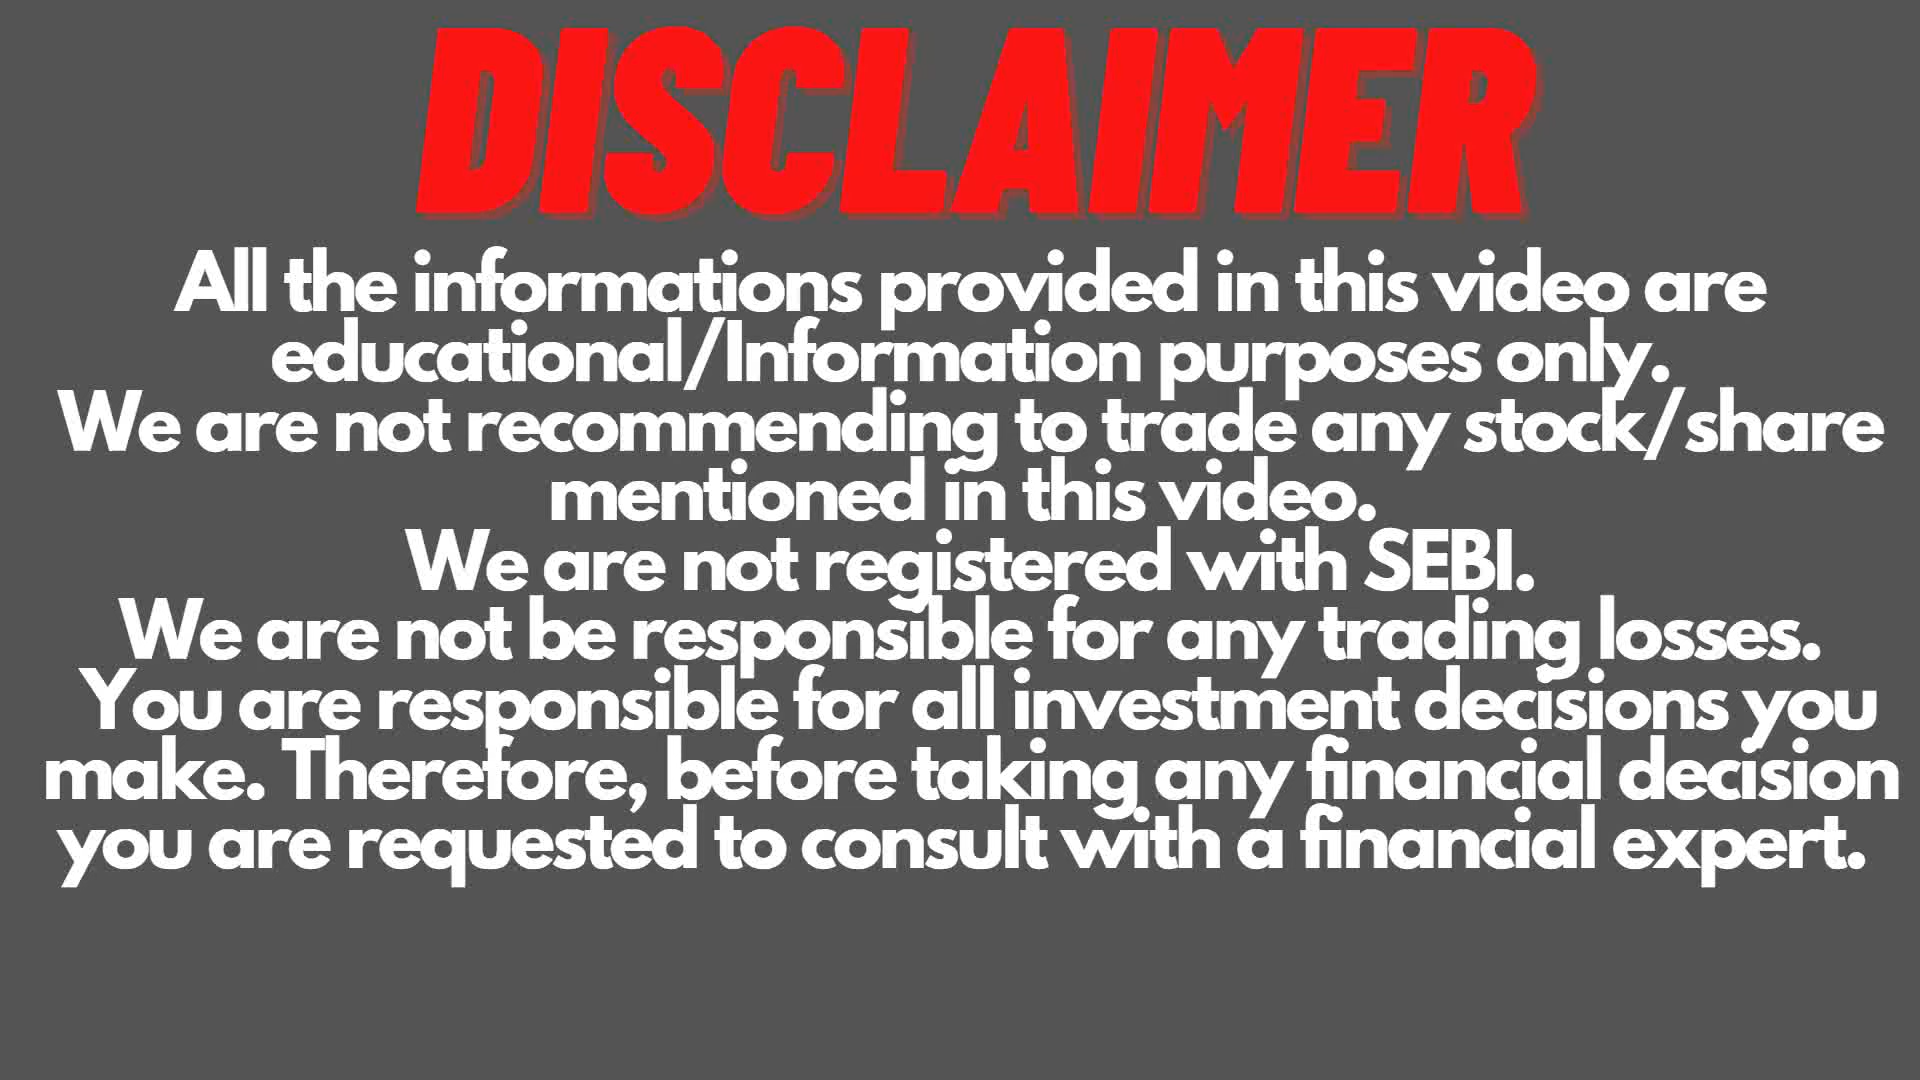 DISCLAIMER
All the informations provided in this video are
educational/Information purposes only.
We are not recommending to trade any stock/share
mentioned in this video.
We are not registered with SEBI.
We are not be responsible for any trading losses.
You are responsible for all investment decisions you
make. Therefore, before taking any financial decision
you are requested to consult with a financial expert.